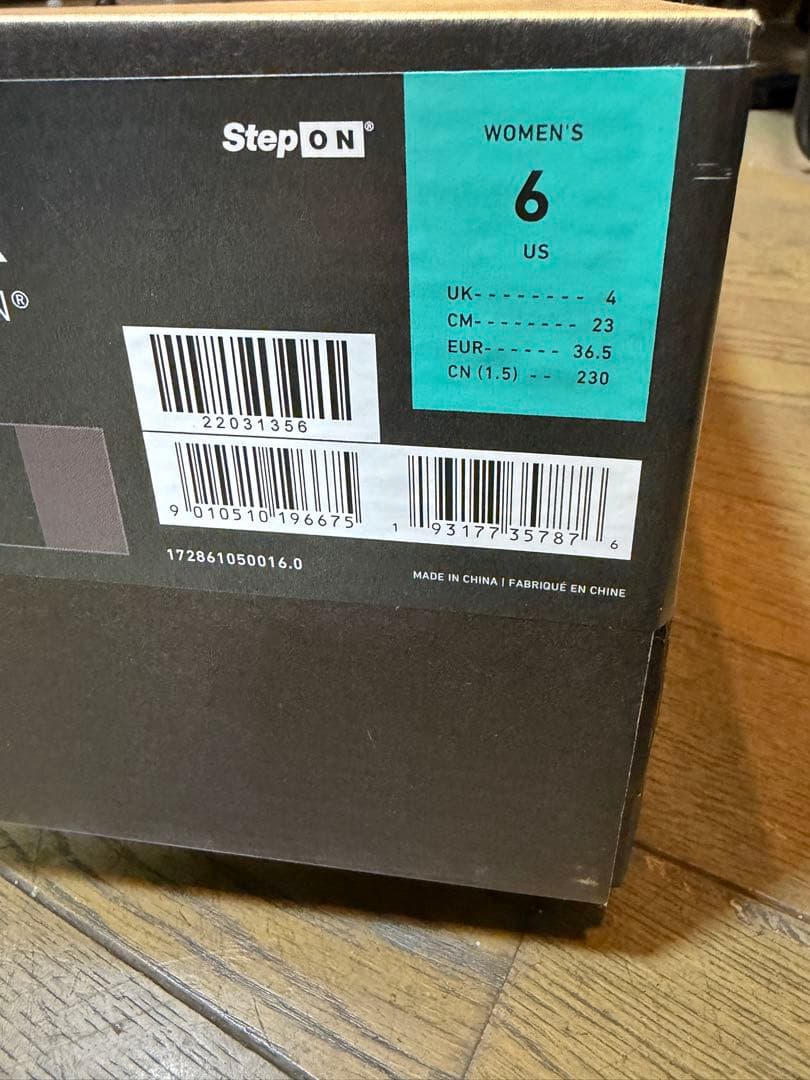 StepON®
N®
WOMEN'S
6
US
UK- - - - - - - - 4
CM- - - - - - - - 23
EUR- - - - - - 36.5
CN (1.5) - - 230
22031356
9 010510 196675
1 93177 35787 6
172861050016.0
MADE IN CHINA | FABRIQUÉ EN CHINE